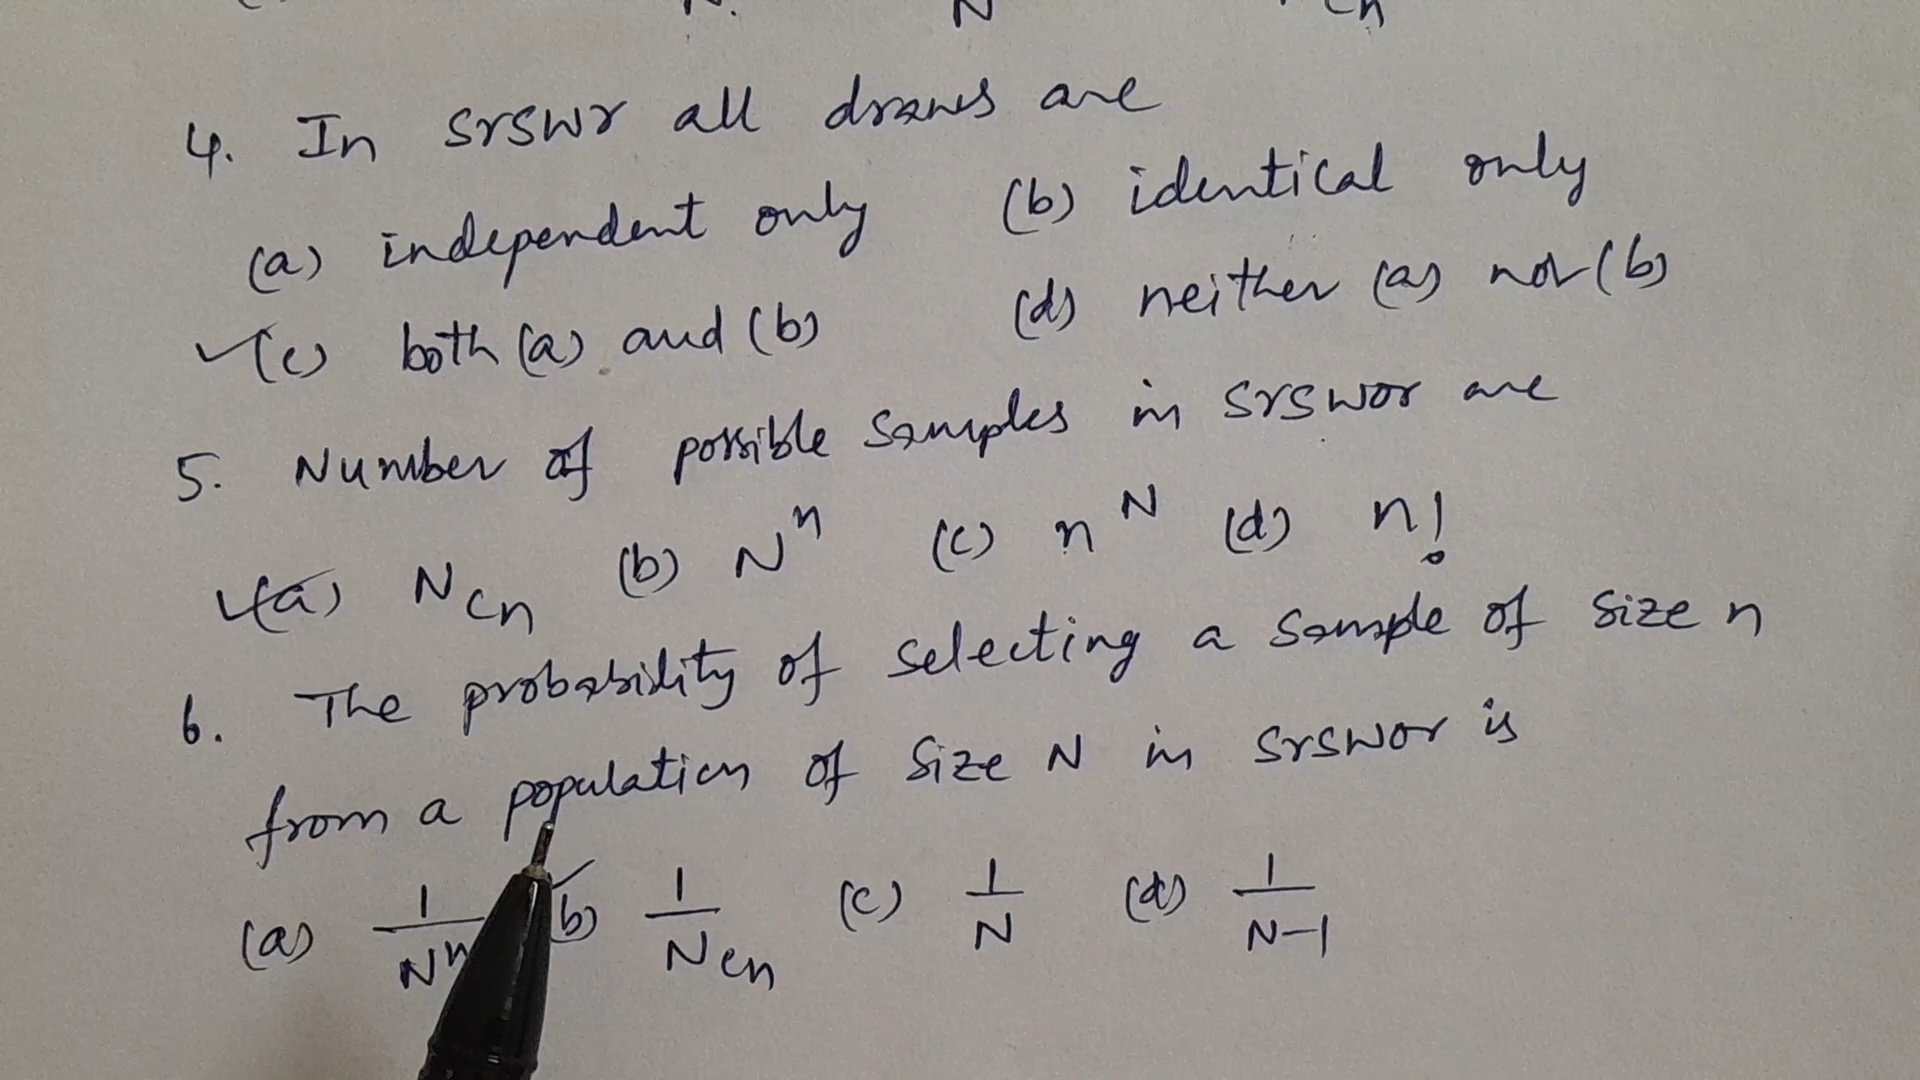 4. In srswr all draws are
(a) independent only (b) identical only
(c) both (a) and (b) (d) neither (a) nor (b)
5. Number of possible samples in srswor are
(a) Ncn (b) N^n (c) n^N (d) n!
6. The probability of selecting a sample of size n
from a population of size N in srswor is
(a) 1/N^n (b) 1/Ncn (c) 1/N (d) 1/N-1